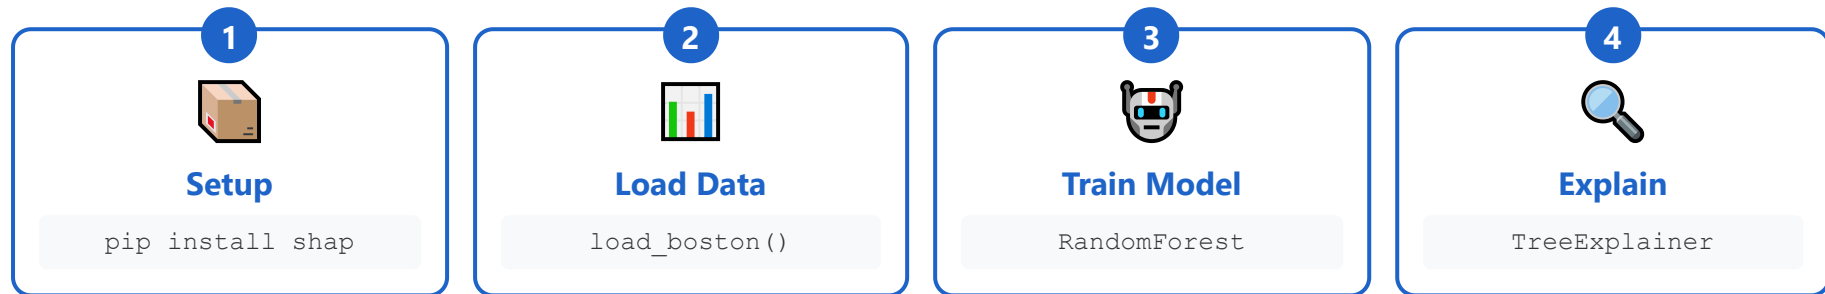 1
Setup
pip install shap
2
Load Data
load_boston()
3
Train Model
RandomForest
4
Explain
TreeExplainer